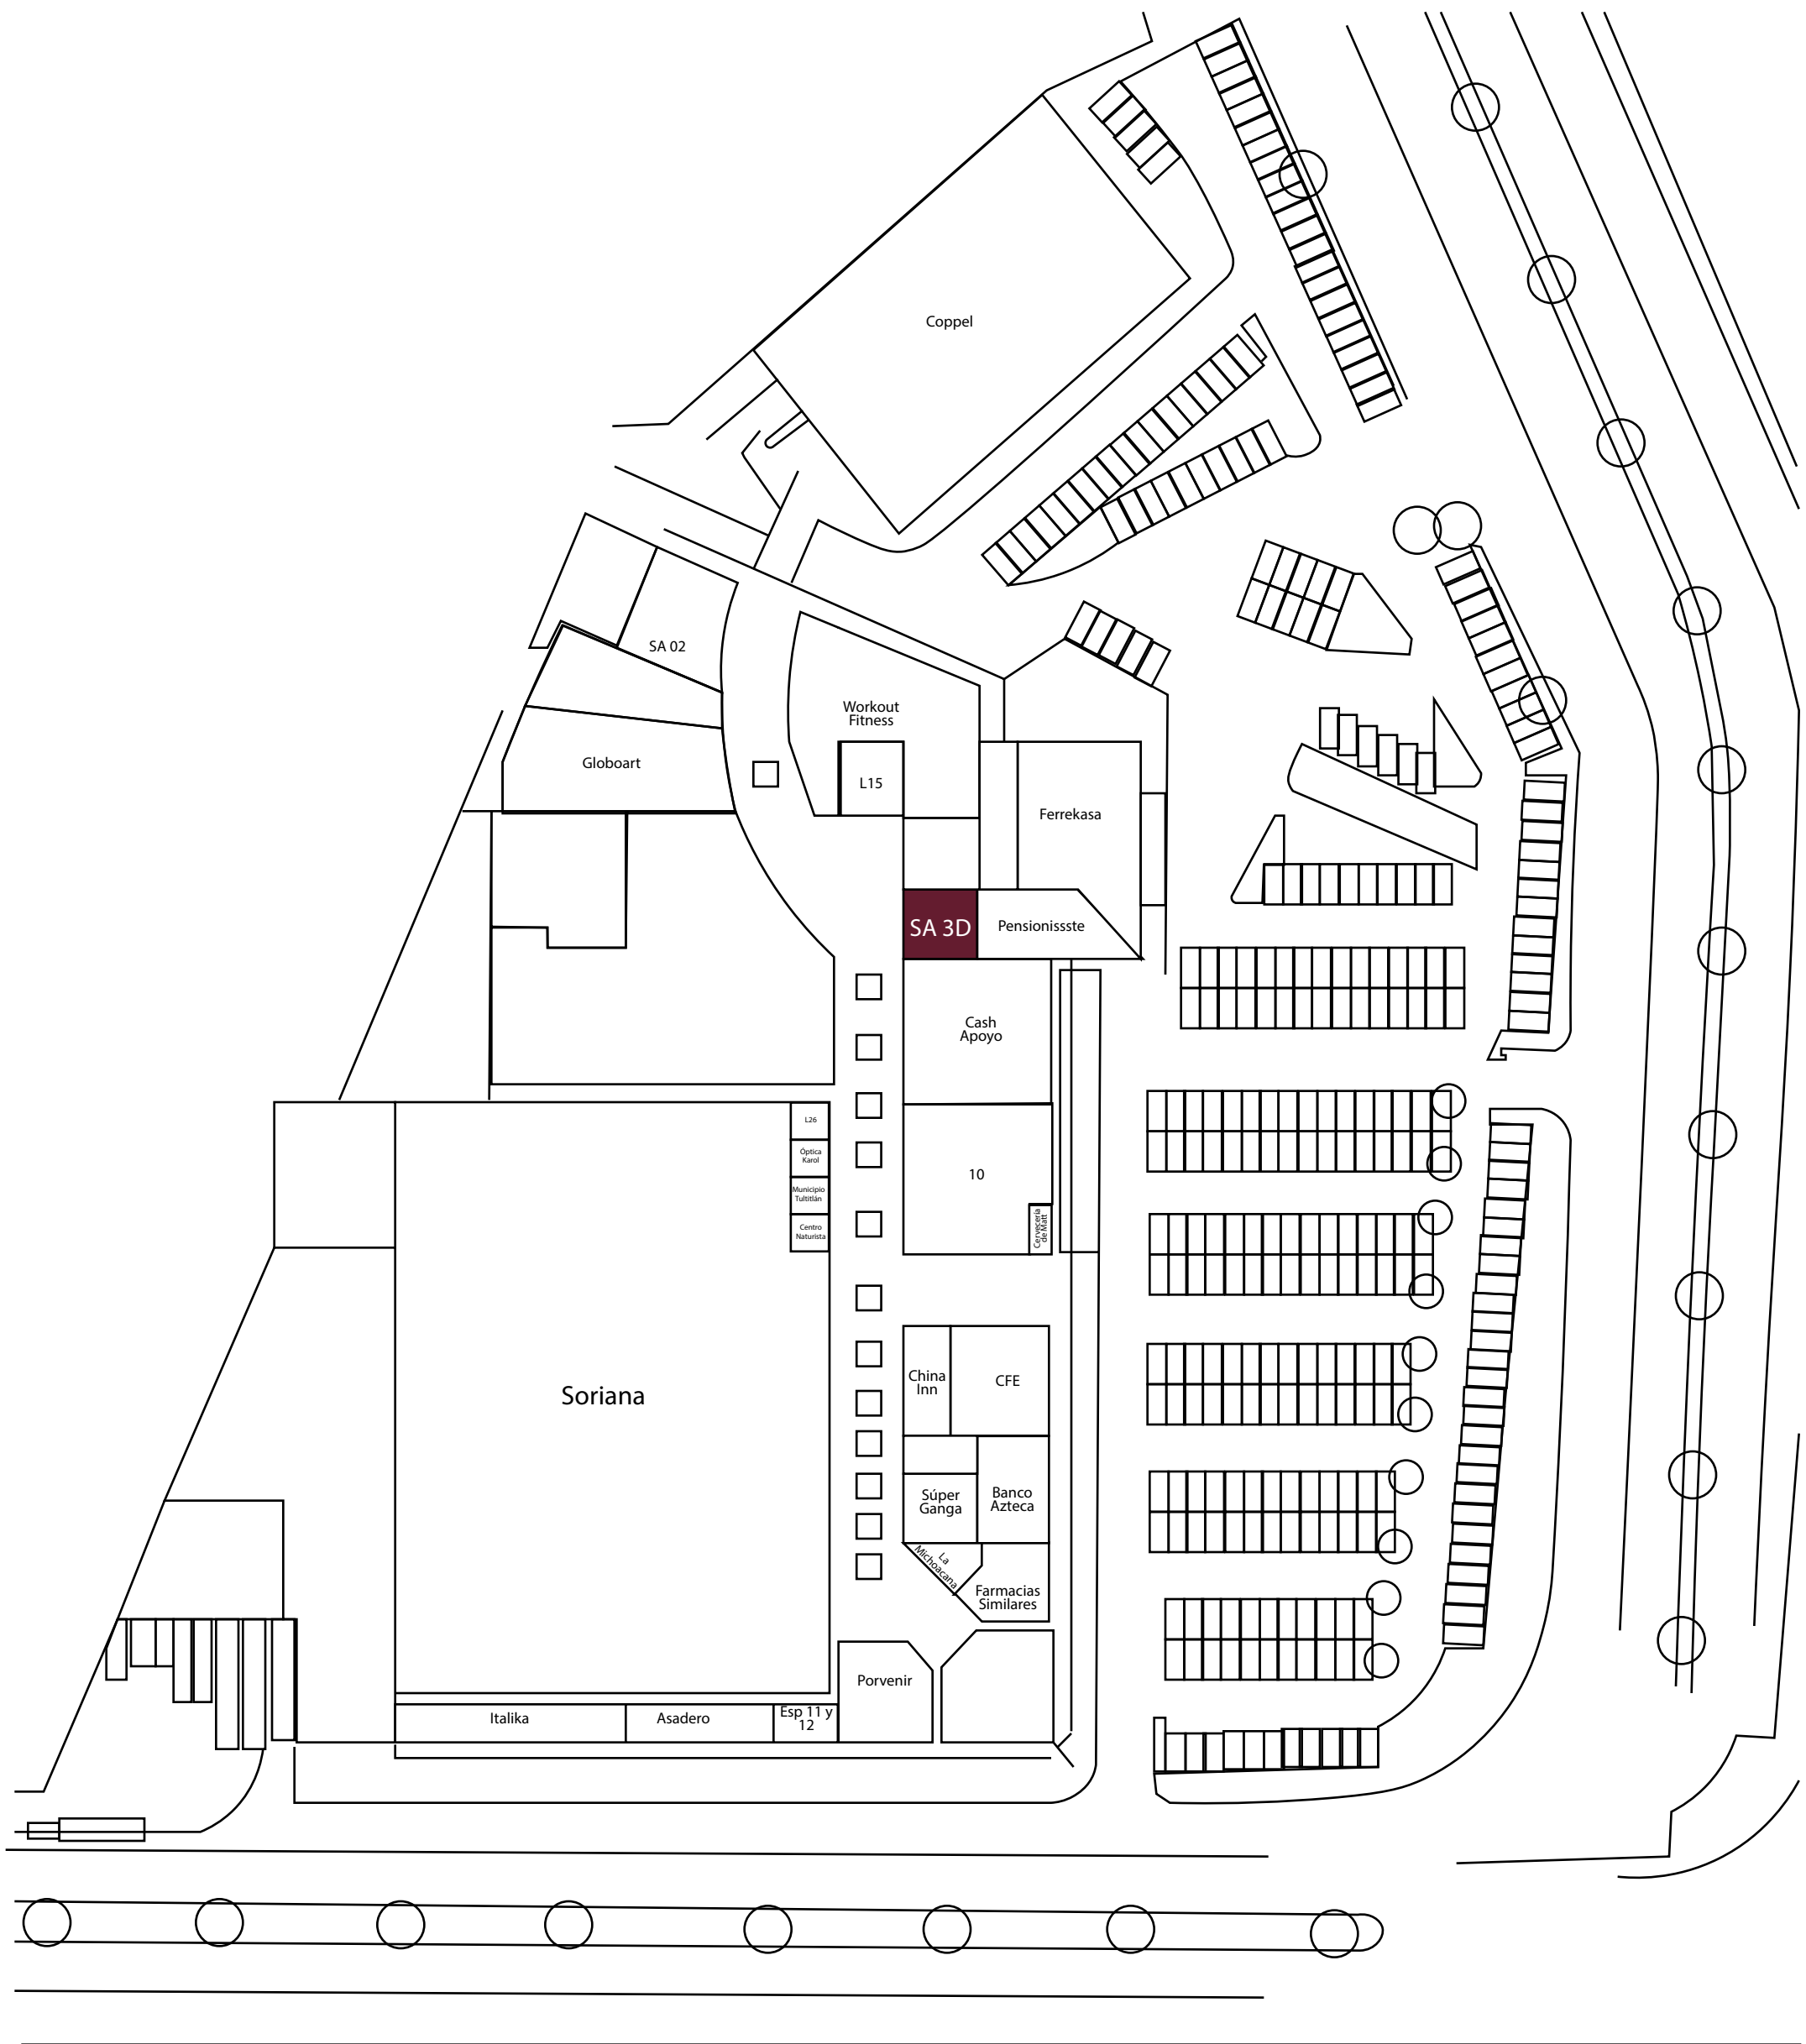 Coppel
SA 02
Workout
Fitness
Globoart
L15
Ferrekasa
SA 3D
Pensionissste
Cash
Apoyo
L26
Óptica
Karol
Municipio
Tultitlán
Centro
Naturista
10
Cervecería
de Matt
Soriana
China
Inn
CFE
Súper
Ganga
Banco
Azteca
La
Michoacana
Farmacias
Similares
Porvenir
Italika
Asadero
Esp 11 y
12